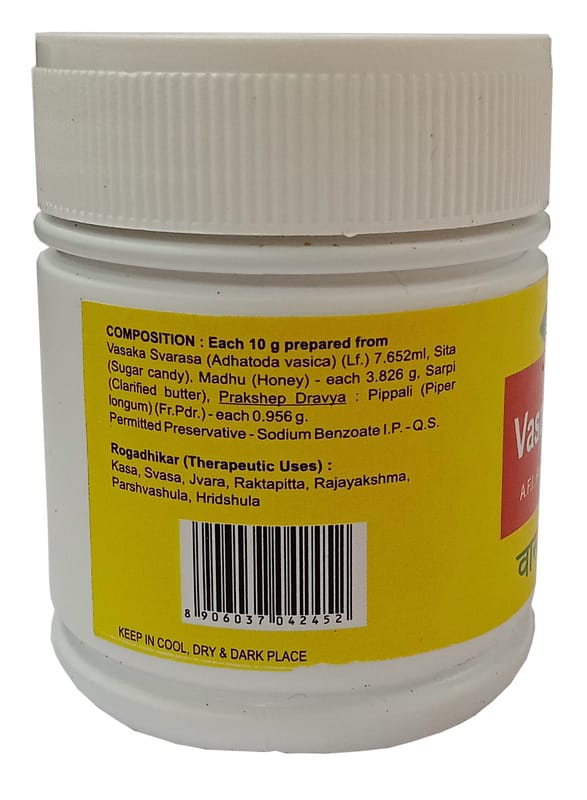 COMPOSITION : Each 10 g prepared from
Vasaka Svarasa (Adhatoda vasica) (Lf.) 7.652ml, Sita
(Sugar candy), Madhu (Honey) - each 3.826 g, Sarpi
(Clarified butter), Prakshep Dravya : Pippali (Piper
longum) (Fr.Pdr.) - each 0.956 g.
Permitted Preservative - Sodium Benzoate I.P. - Q.S.
Rogadhikar (Therapeutic Uses) :
Kasa, Svasa, Jvara, Raktapitta, Rajayakshma,
Parshvashula, Hridshula
8 906037 042452
KEEP IN COOL, DRY & DARK PLACE
Vas
A.F.I.
वा